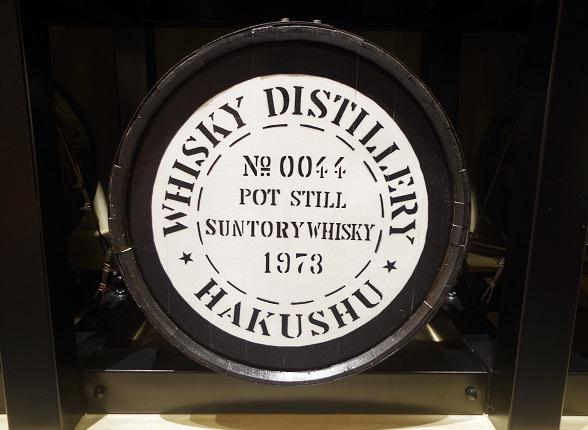 WHISKY DISTILLERY
№ 0044
POT STILL
SUNTORY WHISKY
1973
★ HAKUSHU ★